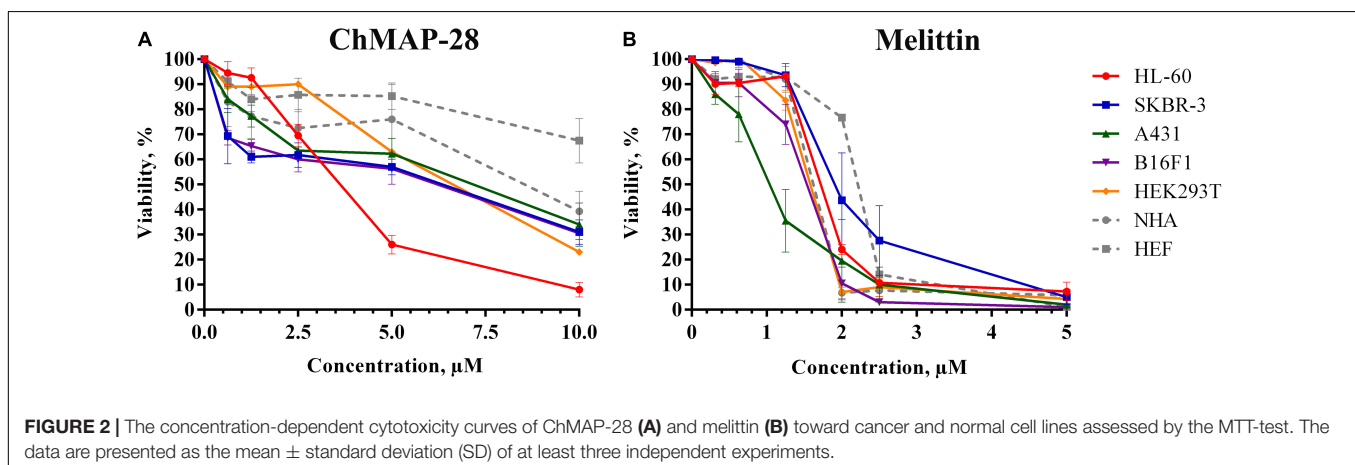 A
ChMAP-28
Viability, %
100
90
80
70
60
50
40
30
20
10
0
0.0
2.5
5.0
7.5
10.0
Concentration, µM
B
Melittin
Viability, %
100
90
80
70
60
50
40
30
20
10
0
0
1
2
3
4
5
Concentration, µM
HL-60
SKBR-3
A431
B16F1
HEK293T
NHA
HEF
FIGURE 2 | The concentration-dependent cytotoxicity curves of ChMAP-28 (A) and melittin (B) toward cancer and normal cell lines assessed by the MTT-test. The
data are presented as the mean ± standard deviation (SD) of at least three independent experiments.